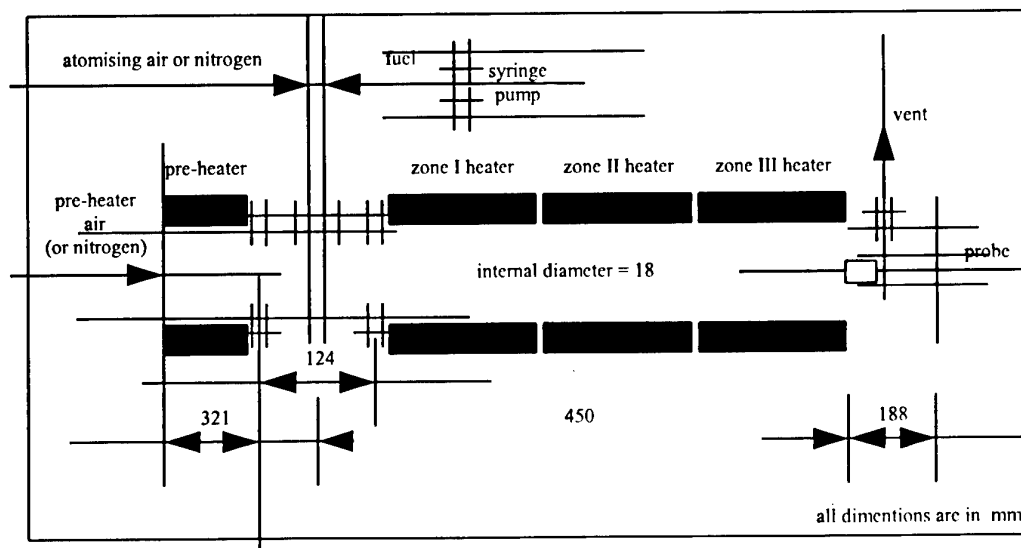 atomising air or nitrogen
fuel
syringe
pump
vent
pre-heater
zone I heater
zone II heater
zone III heater
pre-heater
air
(or nitrogen)
internal diameter = 18
probe
124
321
450
188
all dimentions are in mm